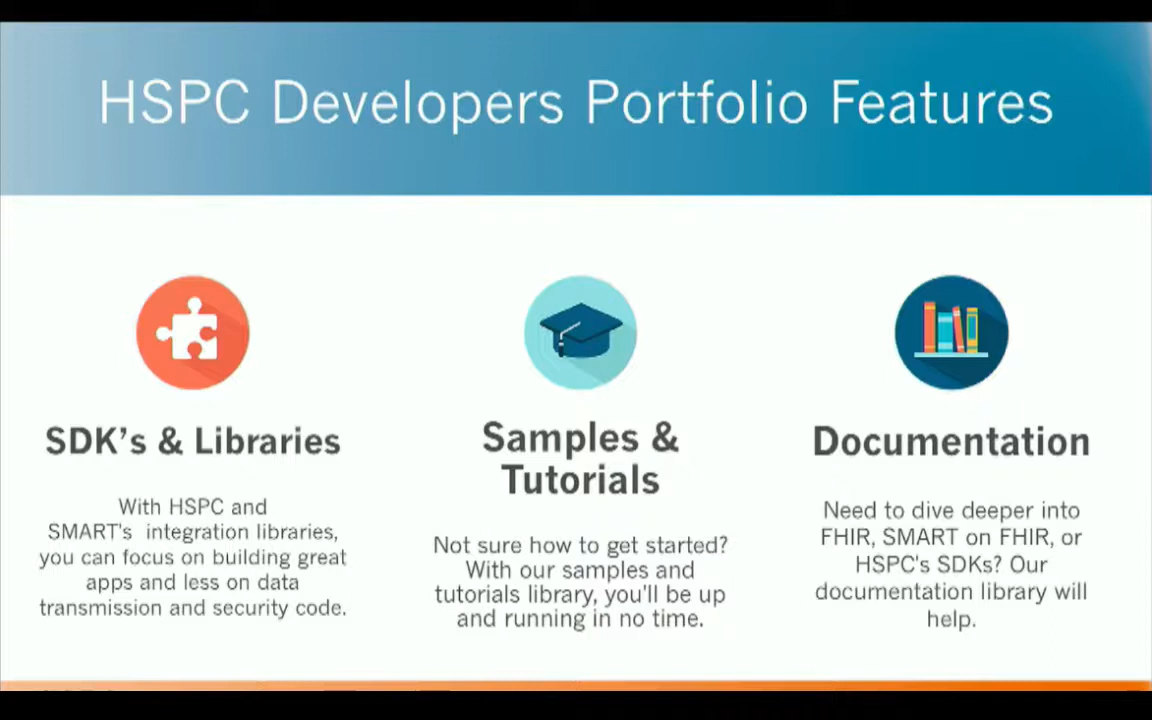 HSPC Developers Portfolio Features
SDK's & Libraries
With HSPC and
SMART's integration libraries,
you can focus on building great
apps and less on data
transmission and security code.
Samples &
Tutorials
Not sure how to get started?
With our samples and
tutorials library, you'll be up
and running in no time.
Documentation
Need to dive deeper into
FHIR, SMART on FHIR, or
HSPC's SDKs? Our
documentation library will
help.